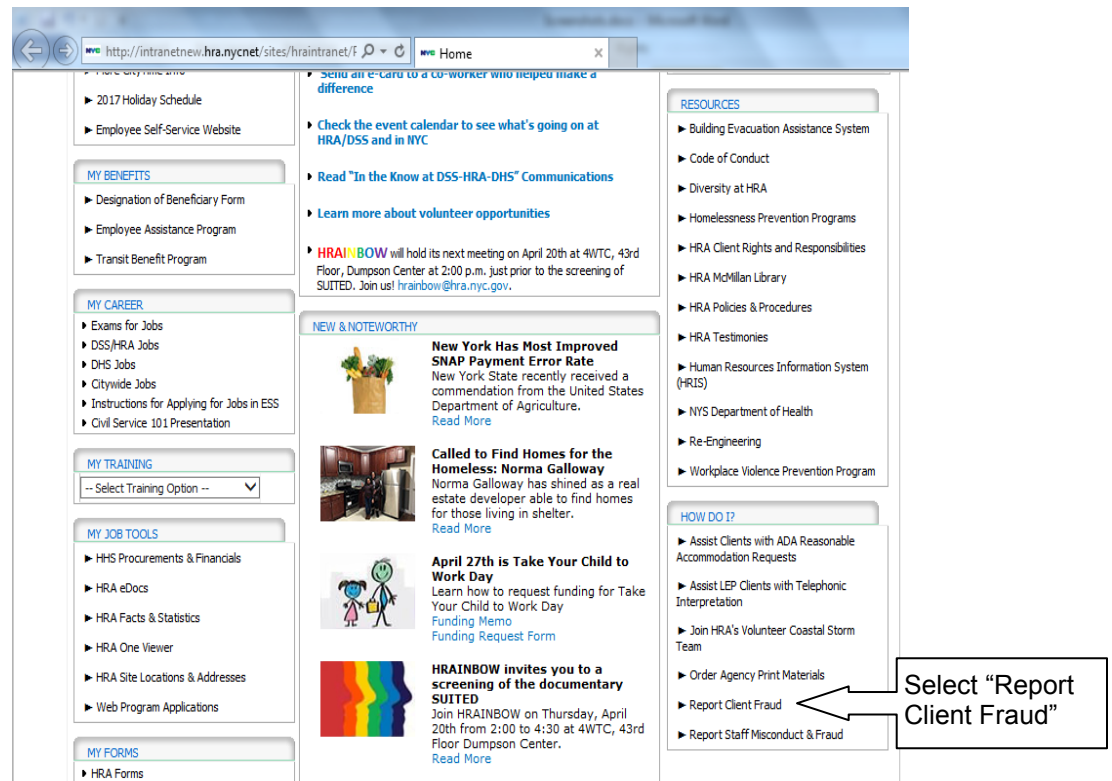 http://intranetnew.hra.nycnet/sites/hraintranet/F
Home
2017 Holiday Schedule
Employee Self-Service Website
MY BENEFITS
Designation of Beneficiary Form
Employee Assistance Program
Transit Benefit Program
MY CAREER
Exams for Jobs
DSS/HRA Jobs
DHS Jobs
Citywide Jobs
Instructions for Applying for Jobs in ESS
Civil Service 101 Presentation
MY TRAINING
-- Select Training Option --
MY JOB TOOLS
HHS Procurements & Financials
HRA eDocs
HRA Facts & Statistics
HRA One Viewer
HRA Site Locations & Addresses
Web Program Applications
MY FORMS
HRA Forms
Send an e-card to a co-worker who helped make a
difference
Check the event calendar to see what's going on at
HRA/DSS and in NYC
Read "In the Know at DSS-HRA-DHS" Communications
Learn more about volunteer opportunities
HRAINBOW will hold its next meeting on April 20th at 4WTC, 43rd
Floor, Dumpson Center at 2:00 p.m. just prior to the screening of
SUITED. Join us! hrainbow@hra.nyc.gov.
NEW & NOTEWORTHY
New York Has Most Improved
SNAP Payment Error Rate
New York State recently received a
commendation from the United States
Department of Agriculture.
Read More
Called to Find Homes for the
Homeless: Norma Galloway
Norma Galloway has shined as a real
estate developer able to find homes
for those living in shelter.
Read More
April 27th is Take Your Child to
Work Day
Learn how to request funding for Take
Your Child to Work Day
Funding Memo
Funding Request Form
HRAINBOW invites you to a
screening of the documentary
SUITED
Join HRAINBOW on Thursday, April
20th from 2:00 to 4:30 at 4WTC, 43rd
Floor Dumpson Center.
Read More
RESOURCES
Building Evacuation Assistance System
Code of Conduct
Diversity at HRA
Homelessness Prevention Programs
HRA Client Rights and Responsibilities
HRA McMillan Library
HRA Policies & Procedures
HRA Testimonies
Human Resources Information System
(HRIS)
NYS Department of Health
Re-Engineering
Workplace Violence Prevention Program
HOW DO I?
Assist Clients with ADA Reasonable
Accommodation Requests
Assist LEP Clients with Telephonic
Interpretation
Join HRA's Volunteer Coastal Storm
Team
Order Agency Print Materials
Report Client Fraud
Report Staff Misconduct & Fraud
Select “Report
Client Fraud”